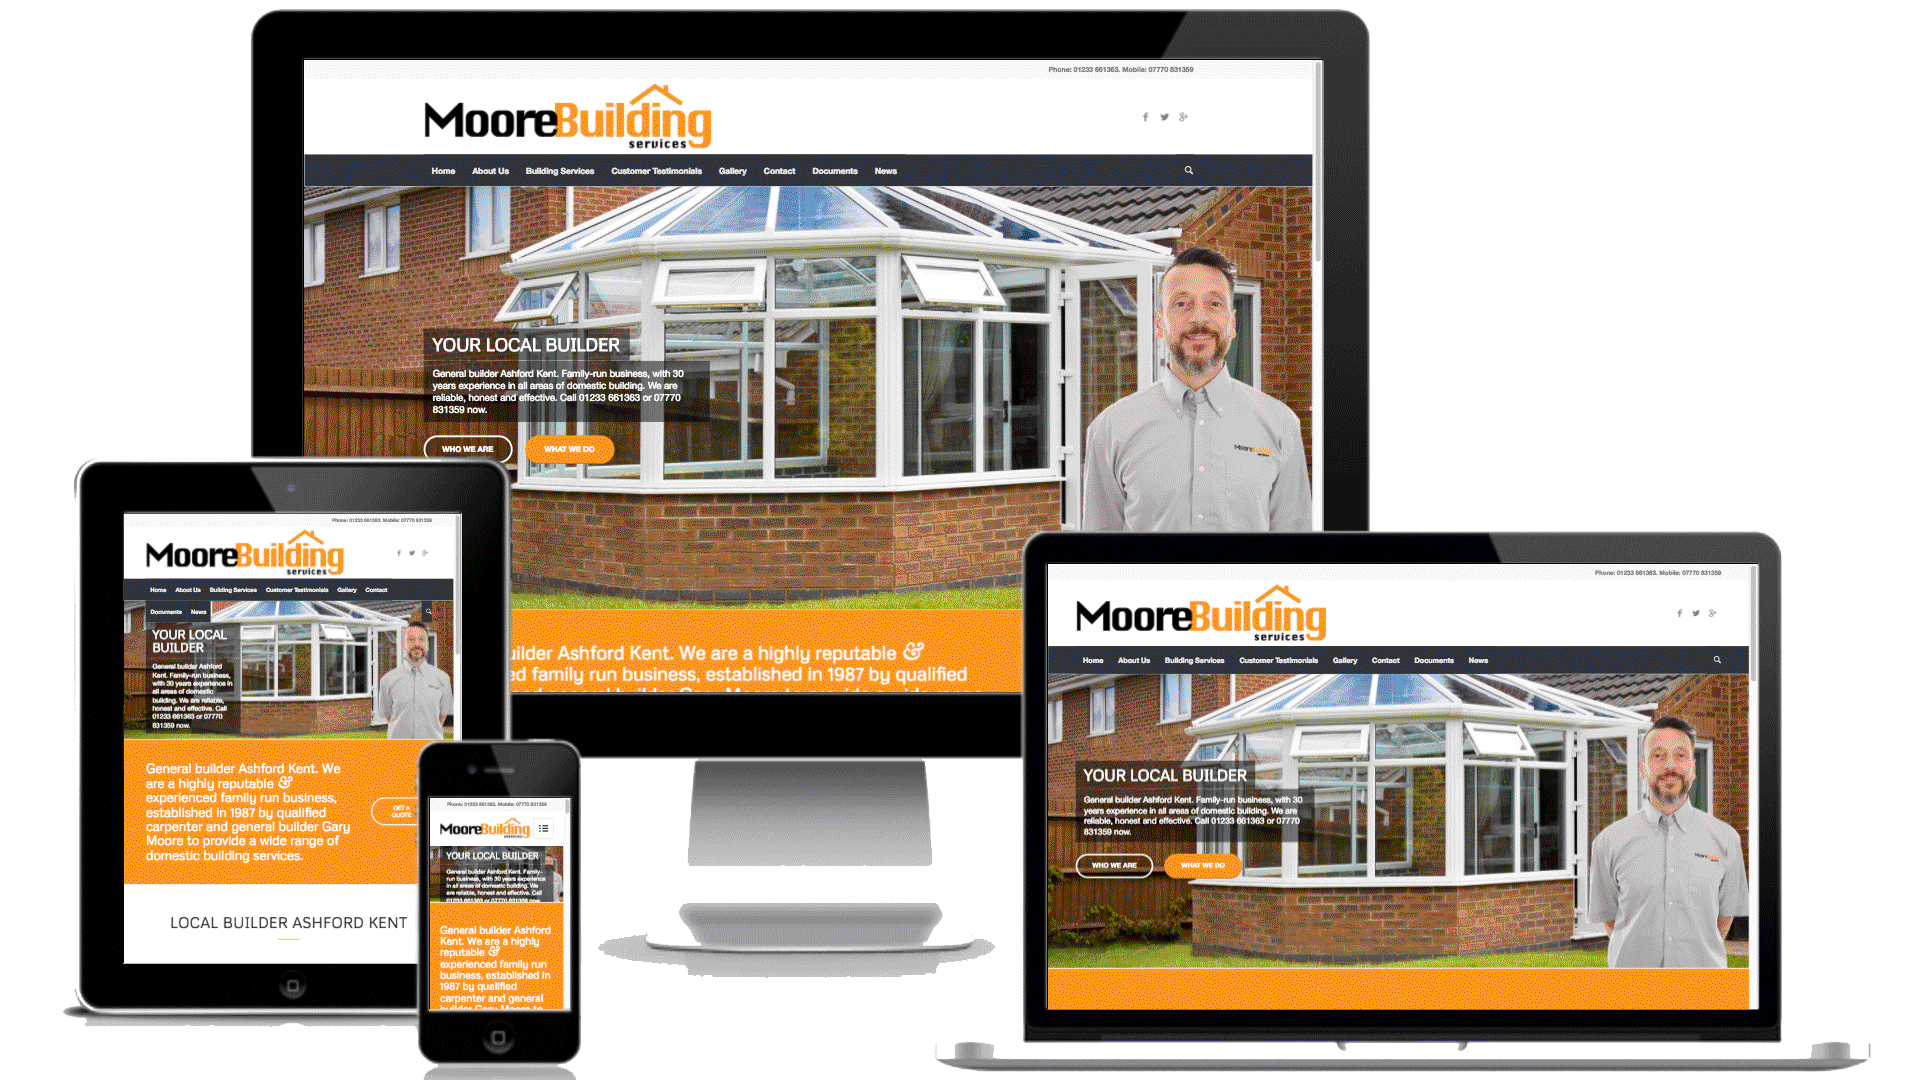 Phone: 01233 661363. Mobile: 07770 831359
MooreBuilding
services
Home About Us Building Services Customer Testimonials Gallery Contact Documents News
YOUR LOCAL BUILDER
General builder Ashford Kent. Family-run business, with 30
years experience in all areas of domestic building. We are
reliable, honest and effective. Call 01233 661363 or 07770
831359 now.
WHO WE ARE WHAT WE DO
MooreBuilding
uilder Ashford Kent. We are a highly reputable &
ed family run business, established in 1987 by qualified
Phone: 01233 661363. Mobile: 07770 831359
MooreBuilding
services
Home About Us Building Services Customer Testimonials Gallery Contact
Documents News
YOUR LOCAL
BUILDER
General builder Ashford
Kent. Family-run business,
with 30 years experience in
all areas of domestic
building. We are reliable,
honest and effective. Call
01233 661363 or 07770
831359 now.
General builder Ashford Kent. We
are a highly reputable &
experienced family run business,
established in 1987 by qualified
carpenter and general builder Gary
Moore to provide a wide range of
domestic building services.
GET A
QUOTE
LOCAL BUILDER ASHFORD KENT
Phone: 01233 661363. Mobile: 07770 831359
MooreBuilding
services
YOUR LOCAL BUILDER
General builder Ashford Kent. Family-
run business, with 30 years experience
in all areas of domestic building. We
are reliable, honest and effective. Call
01233 661363 or 07770 831359 now.
General builder Ashford
Kent. We are a highly
reputable &
experienced family run
business, established in
1987 by qualified
carpenter and general
builder Gary Moore to
Phone: 01233 661363. Mobile: 07770 831359
MooreBuilding
services
Home About Us Building Services Customer Testimonials Gallery Contact Documents News
YOUR LOCAL BUILDER
General builder Ashford Kent. Family-run business, with 30
years experience in all areas of domestic building. We are
reliable, honest and effective. Call 01233 661363 or 07770
831359 now.
WHO WE ARE WHAT WE DO